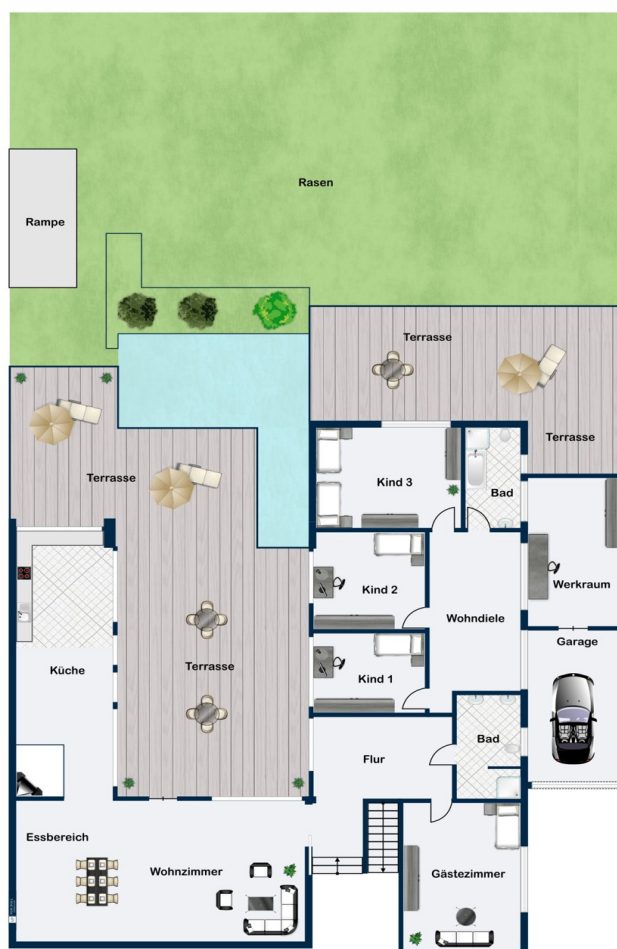 Rasen
Rampe
Terrasse
Terrasse
Terrasse
Kind 3
Bad
Kind 2
Werkraum
Wohndiele
Garage
Terrasse
Küche
Kind 1
Flur
Bad
Essbereich
Wohnzimmer
Gästezimmer